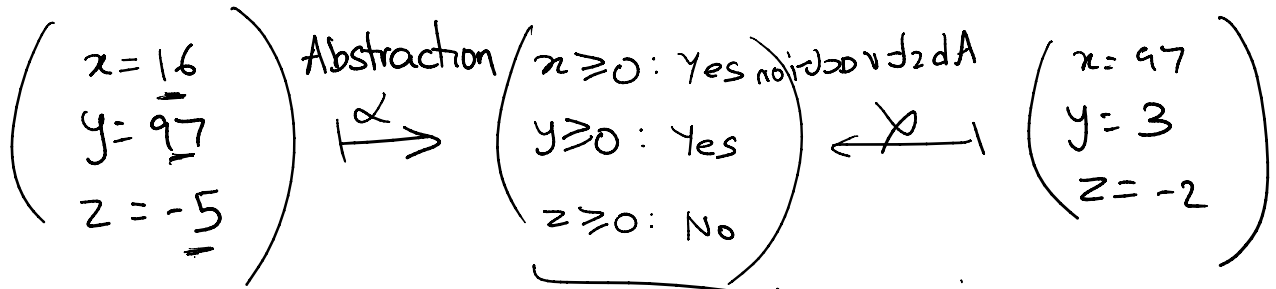 x = 16 Abstraction x ≥ 0 : Yes Abstraction x = 97
y = 97 α y ≥ 0 : Yes α y = 3
z = -5 z ≥ 0 : No z = -2